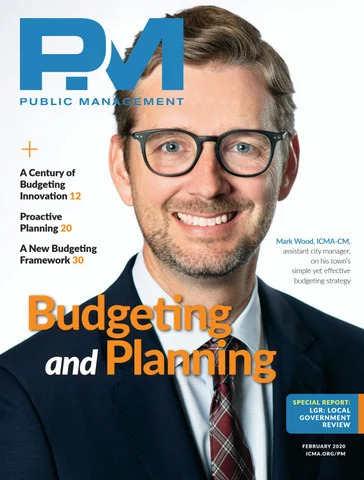 PM
PUBLIC MANAGEMENT
+
A Century of
Budgeting
Innovation 12
Proactive
Planning 20
A New Budgeting
Framework 30
Mark Wood, ICMA-CM,
assistant city manager,
on his town's
simple yet effective
budgeting strategy
Budgeting
and Planning
SPECIAL REPORT:
LGR: LOCAL
GOVERNMENT
REVIEW
FEBRUARY 2020
ICMA.ORG/PM